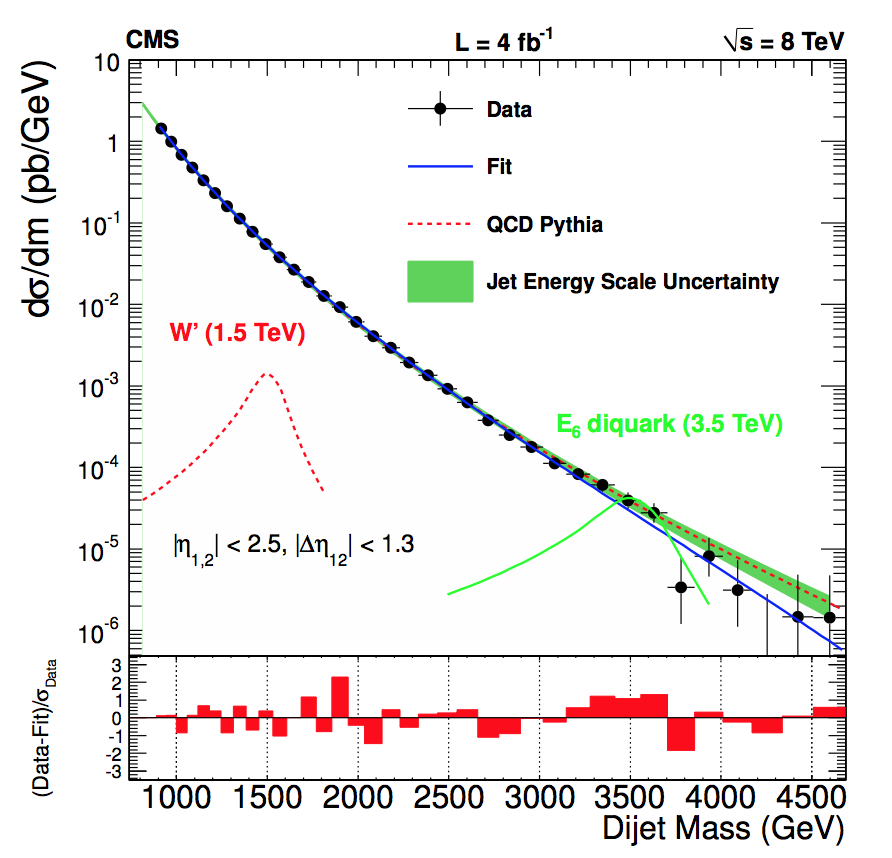 CMS L = 4 fb⁻¹ √s = 8 TeV
dσ/dm (pb/GeV)
10
1
10⁻¹
10⁻²
10⁻³
10⁻⁴
10⁻⁵
10⁻⁶
Data
Fit
QCD Pythia
Jet Energy Scale Uncertainty
W' (1.5 TeV)
E₆ diquark (3.5 TeV)
|η₁,₂| < 2.5, |Δη₁₂| < 1.3
(Data-Fit)/σ_Data
3
2
1
0
-1
-2
-3
1000 1500 2000 2500 3000 3500 4000 4500
Dijet Mass (GeV)